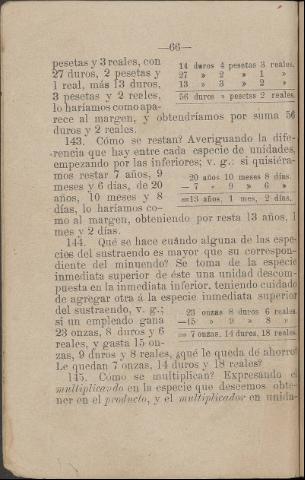 —66—
pesetas y 3 reales, con
27 duros, 2 pesetas y
1 real, más 13 duros,
3 pesetas y 2 reales,
lo haríamos como apa-
14 duros 4 pesetas 3 reales.
27 » 2 » 1 »
13 » 3 » 2 »
56 duros » pesetas 2 reales.
rece al margen, y obtendríamos por suma 56
duros y 2 reales.
143. Cómo se restan? Averiguando la dife-
rencia que hay entre cada especie de unidades,
empezando por las inferiores; v. g.: si quisiéra-
mos restar 7 años, 9
meses y 6 días, de 20
años, 10 meses y 8
días, lo haríamos co-
20 años 10 meses 8 días.
— 7 » 9 » 6 »
=13 años, 1 mes, 2 días.
mo al margen, obteniendo por resta 13 años, 1
mes y 2 días.
144. Qué se hace cuándo alguna de las espe-
cies del sustraendo es mayor que su correspon-
diente del minuendo? Se toma de la especie
inmediata superior de éste una unidad descom-
puesta en la inmediata inferior, teniendo cuidado
de agregar otra á la especie inmediata superior
del sustraendo, v. g.;
si un empleado gana
23 onzas, 8 duros y 6
reales, y gasta 15 on-
23 onzas 8 duros 6 reales.
—15 » 9 » 8 »
= 7 onzas, 14 duros, 18 reales.
zas, 9 duros y 8 reales, ¿qué le queda de ahorro?
Le quedan 7 onzas, 14 duros y 18 reales?
145. Cómo se multiplican? Expresando el
multiplicando en la especie que deseemos obte-
ner en el producto, y el multiplicador en unida-